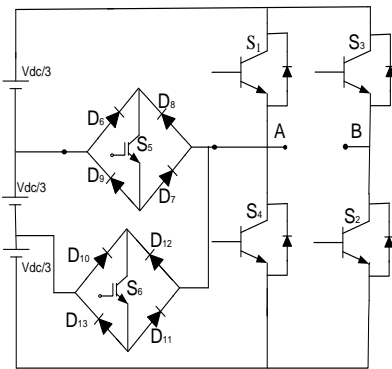 S1
S3
Vdc/3
D6
D8
S5
A
B
D9
D7
Vdc/3
S4
S2
Vdc/3
D10
D12
S6
D13
D11